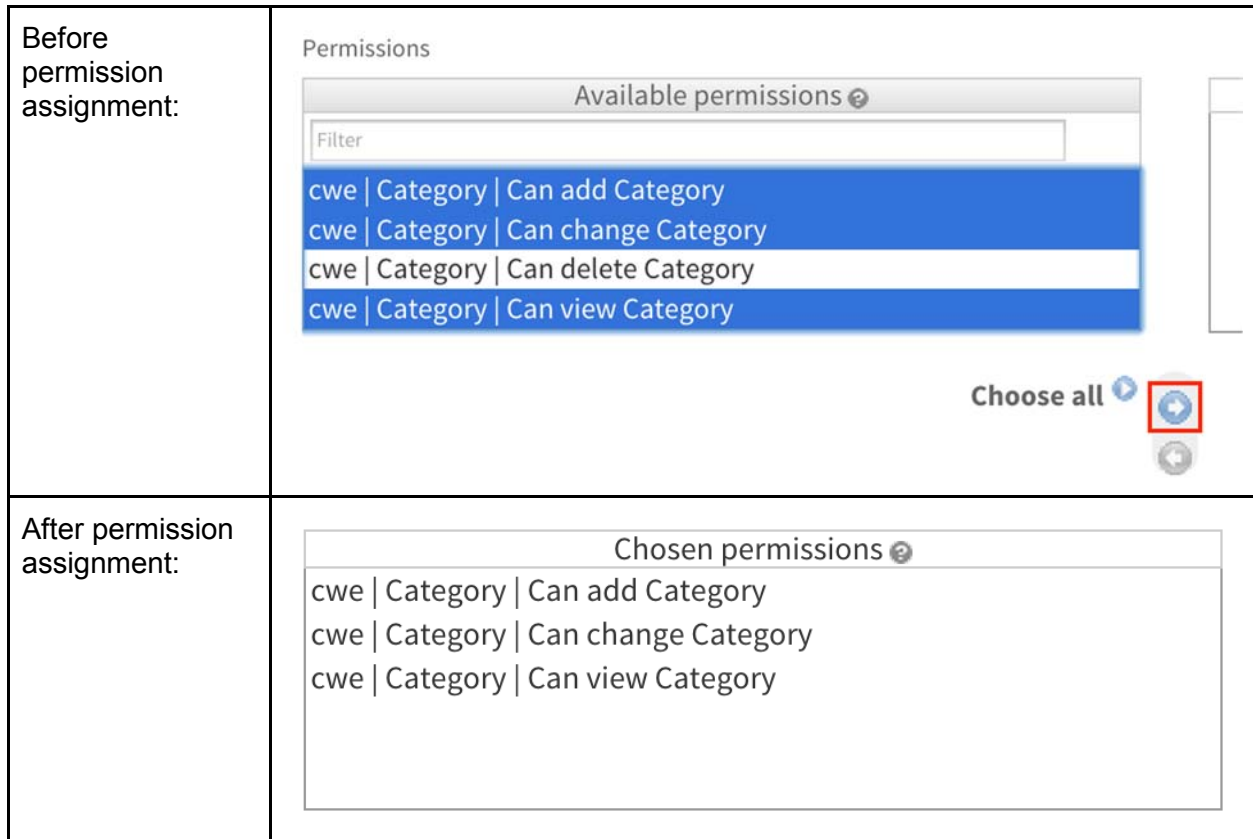 Before
permission
assignment:
Permissions
Available permissions
Filter
cwe | Category | Can add Category
cwe | Category | Can change Category
cwe | Category | Can delete Category
cwe | Category | Can view Category
Choose all
After permission
assignment:
Chosen permissions
cwe | Category | Can add Category
cwe | Category | Can change Category
cwe | Category | Can view Category